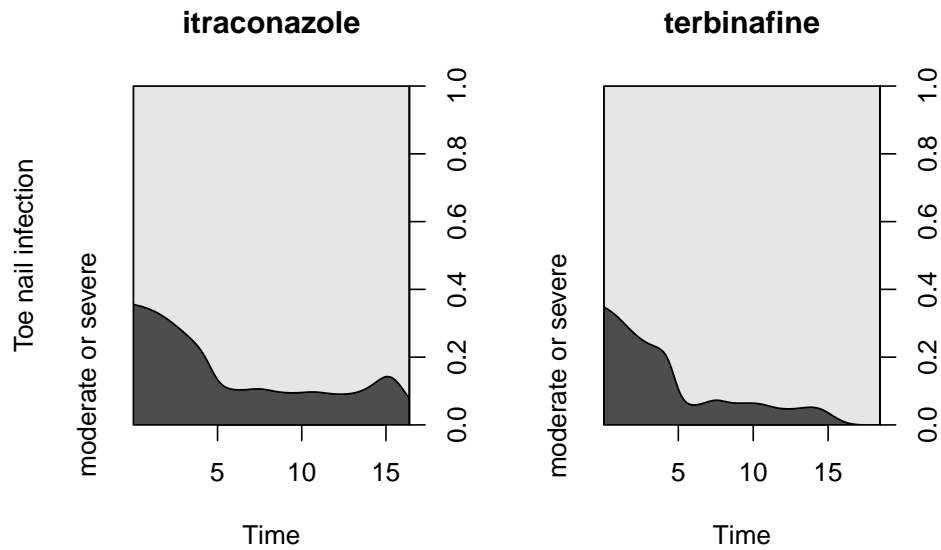 itraconazole
Toe nail infection
moderate or severe
0.0 0.2 0.4 0.6 0.8 1.0
5 10 15
Time
terbinafine
moderate or severe
0.0 0.2 0.4 0.6 0.8 1.0
5 10 15
Time